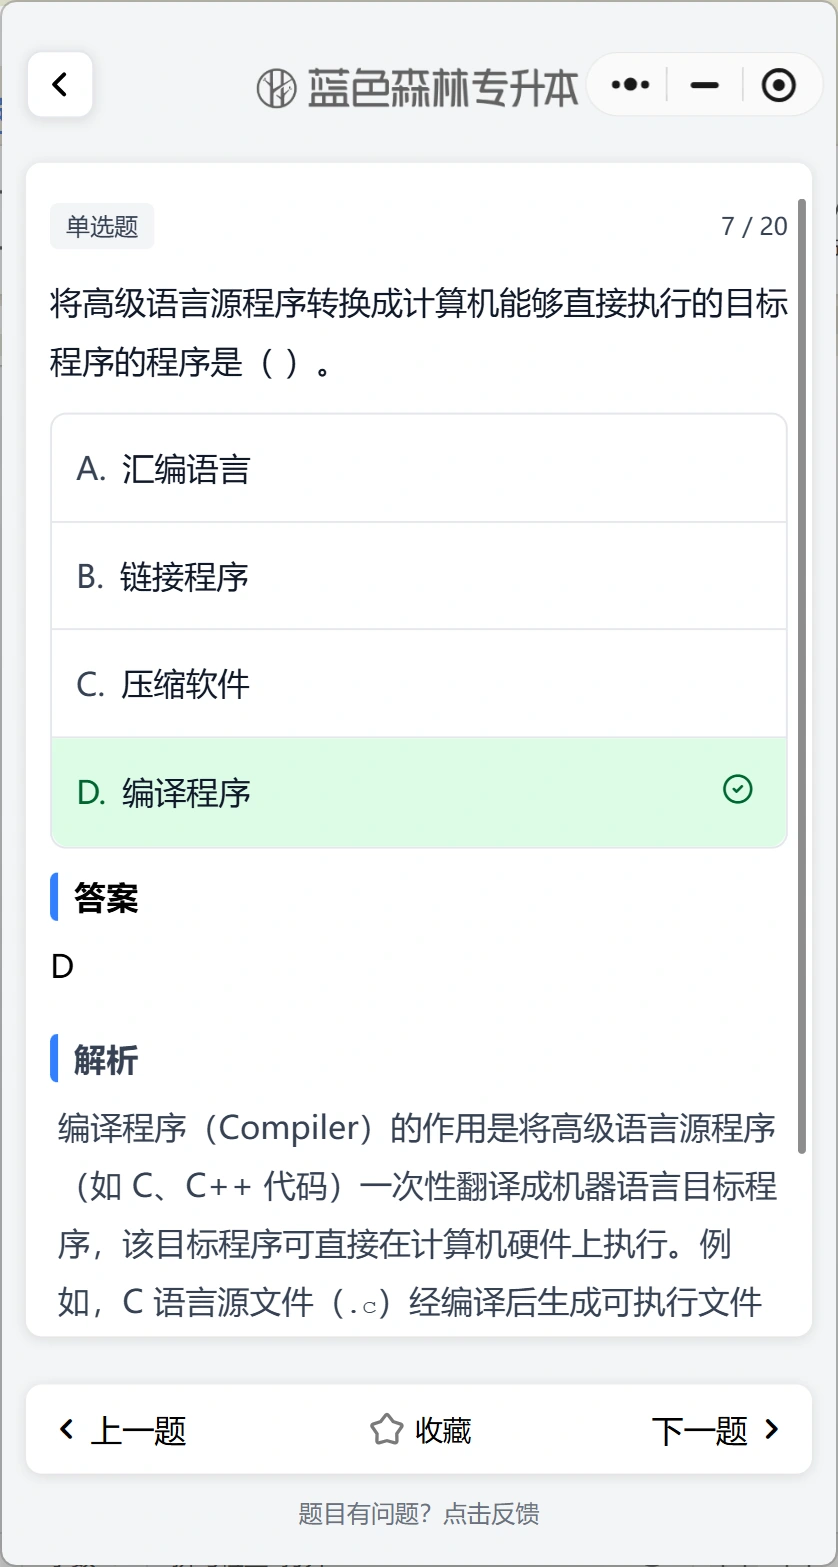 蓝色森林专升本
单选题
7 / 20
将高级语言源程序转换成计算机能够直接执行的目标
程序的程序是（ ）。
A. 汇编语言
B. 链接程序
C. 压缩软件
D. 编译程序
答案
D
解析
编译程序（Compiler）的作用是将高级语言源程序
（如 C、C++ 代码）一次性翻译成机器语言目标程
序，该目标程序可直接在计算机硬件上执行。例
如，C 语言源文件（.c）经编译后生成可执行文件
上一题
收藏
下一题
题目有问题？点击反馈